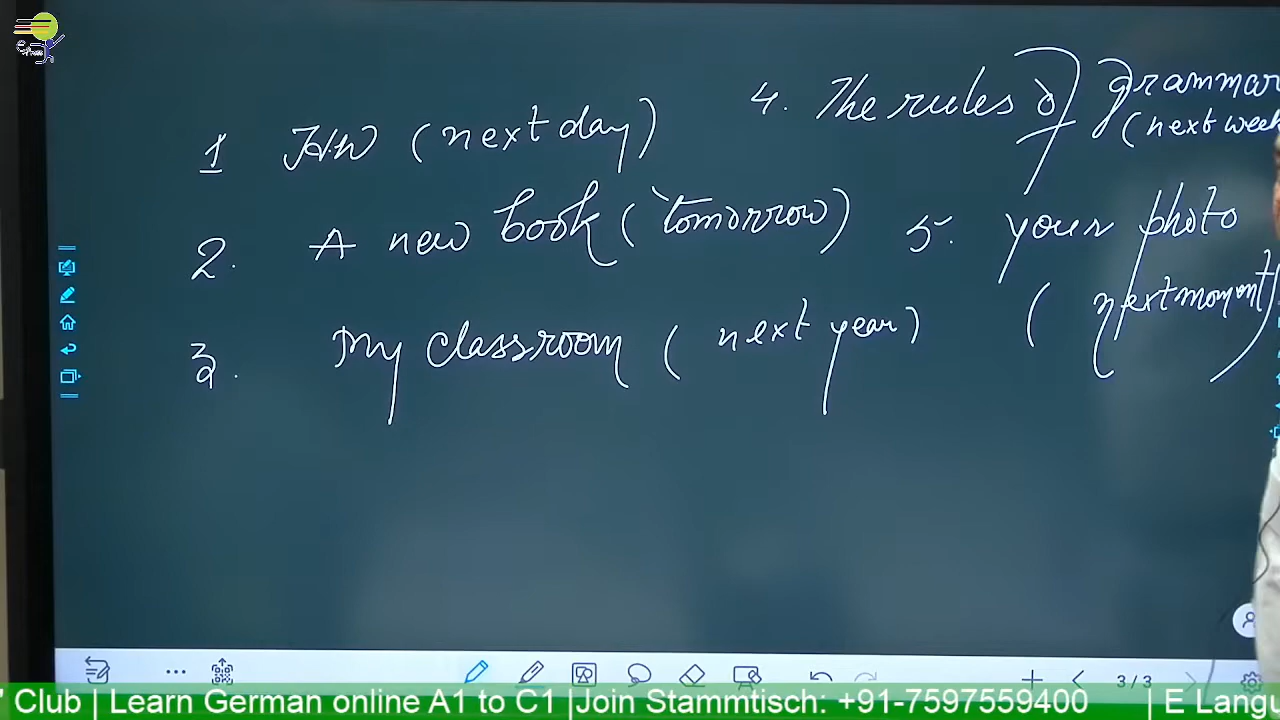 1 H.W (next day)
2. A new book (tomorrow)
3. My classroom (next year)
4. The rules of grammar
(next week
5. your photo
(next moment)
3 / 3
Club | Learn German online A1 to C1 |Join Stammtisch: +91-7597559400 | E Langu